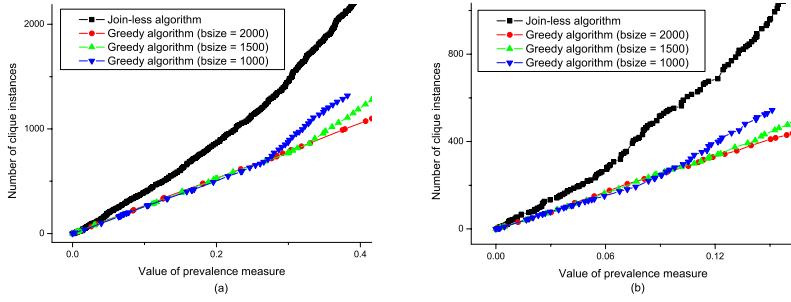 Join-less algorithm
Greedy algorithm (bsize = 2000)
Greedy algorithm (bsize = 1500)
Greedy algorithm (bsize = 1000)
Number of clique instances
2000
1000
0
0.0
0.2
0.4
Value of prevalence measure
(a)
Join-less algorithm
Greedy algorithm (bsize = 2000)
Greedy algorithm (bsize = 1500)
Greedy algorithm (bsize = 1000)
Number of clique instances
800
400
0
0.00
0.06
0.12
Value of prevalence measure
(b)